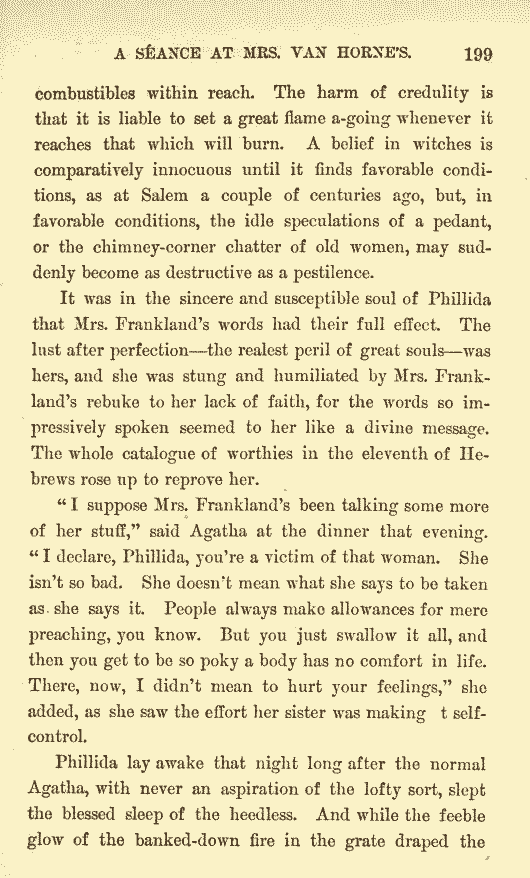 A SÉANCE AT MRS. VAN HORNE'S. 199
combustibles within reach. The harm of credulity is
that it is liable to set a great flame a-going whenever it
reaches that which will burn. A belief in witches is
comparatively innocuous until it finds favorable condi-
tions, as at Salem a couple of centuries ago, but, in
favorable conditions, the idle speculations of a pedant,
or the chimney-corner chatter of old women, may sud-
denly become as destructive as a pestilence.
It was in the sincere and susceptible soul of Phillida
that Mrs. Frankland's words had their full effect. The
lust after perfection—the realest peril of great souls—was
hers, and she was stung and humiliated by Mrs. Frank-
land's rebuke to her lack of faith, for the words so im-
pressively spoken seemed to her like a divine message.
The whole catalogue of worthies in the eleventh of He-
brews rose up to reprove her.
"I suppose Mrs. Frankland's been talking some more
of her stuff," said Agatha at the dinner that evening.
"I declare, Phillida, you're a victim of that woman. She
isn't so bad. She doesn't mean what she says to be taken
as she says it. People always make allowances for mere
preaching, you know. But you just swallow it all, and
then you get to be so poky a body has no comfort in life.
There, now, I didn't mean to hurt your feelings," she
added, as she saw the effort her sister was making t self-
control.
Phillida lay awake that night long after the normal
Agatha, with never an aspiration of the lofty sort, slept
the blessed sleep of the heedless. And while the feeble
glow of the banked-down fire in the grate draped the